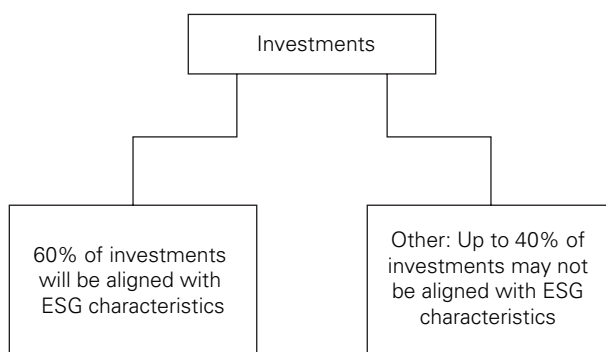 Investments
60% of investments
will be aligned with
ESG characteristics
Other: Up to 40% of
investments may not
be aligned with ESG
characteristics